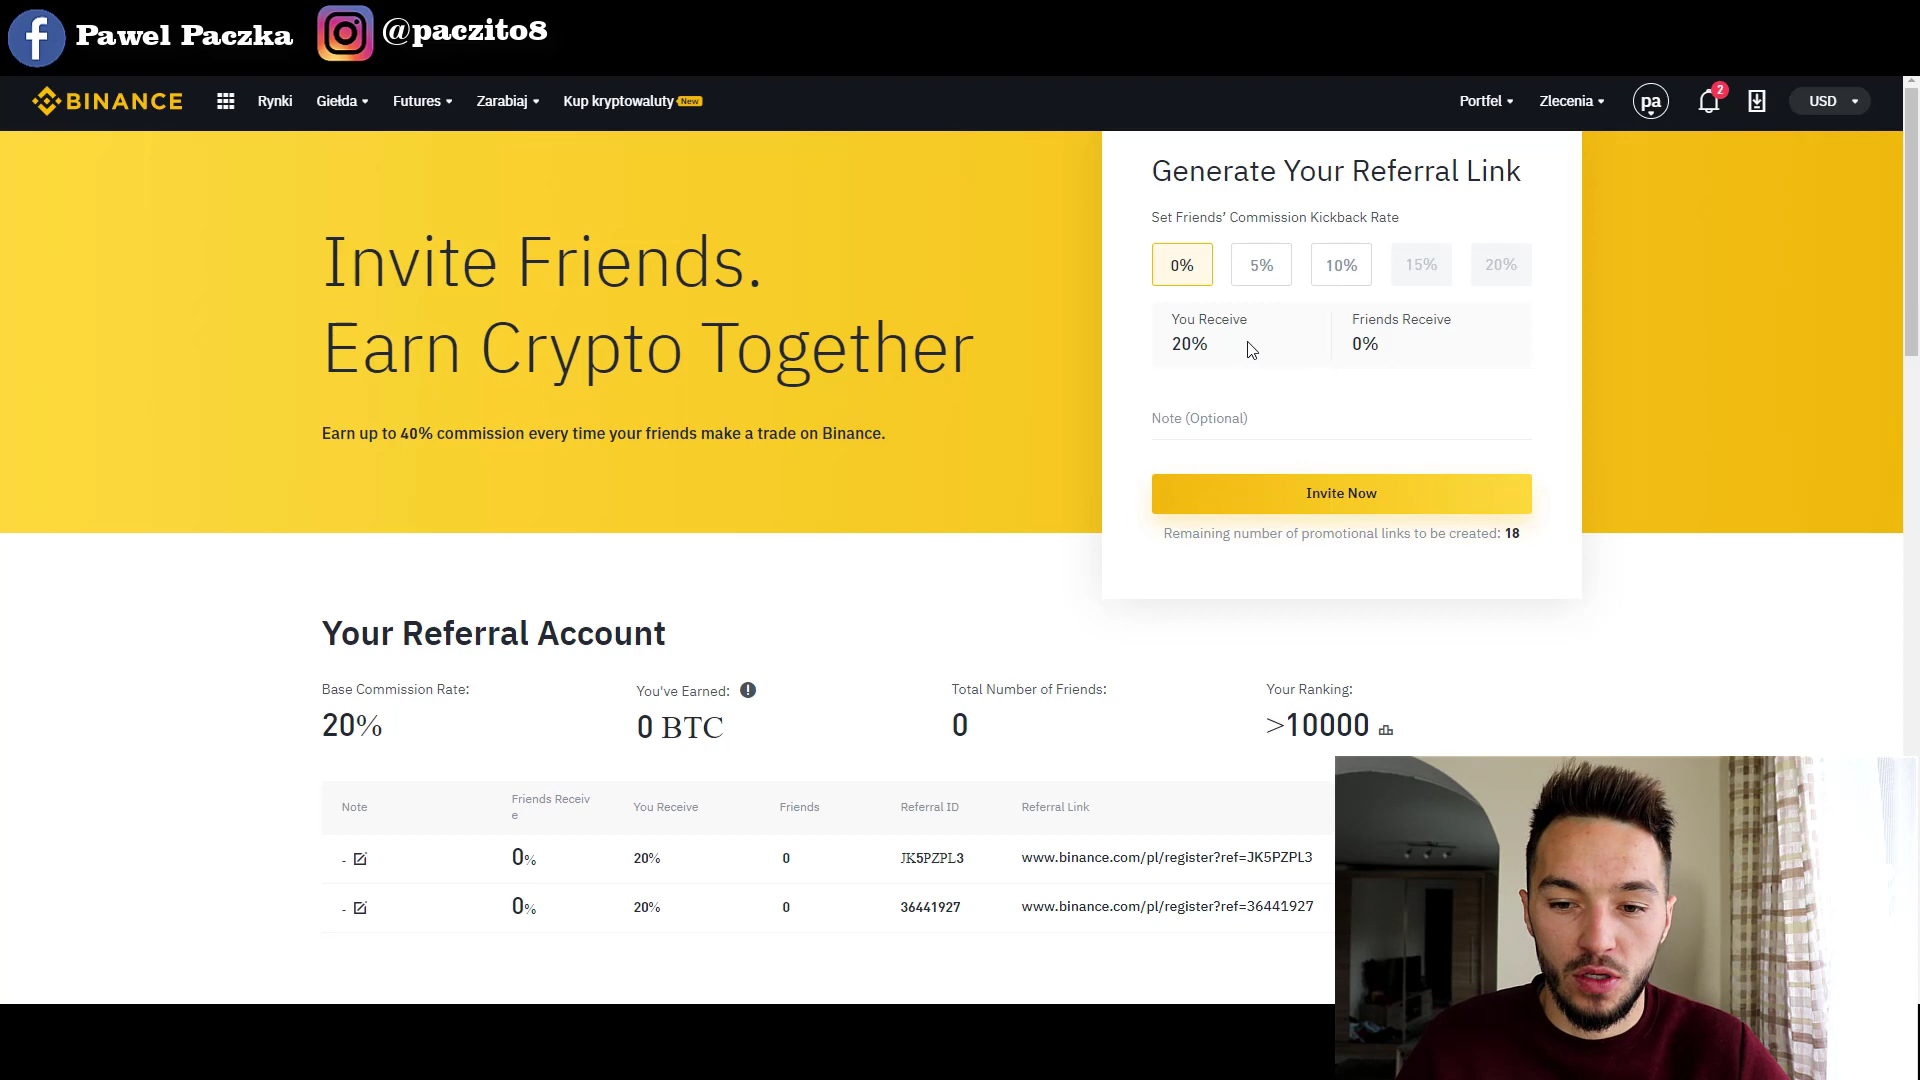 Pawel Paczka
@paczito8
BINANCE
Rynki
Giełda
Futures
Zarabiaj
Kup kryptowaluty New
Portfel
Zlecenia
pa
2
USD
Invite Friends.
Earn Crypto Together
Earn up to 40% commission every time your friends make a trade on Binance.
Generate Your Referral Link
Set Friends’ Commission Kickback Rate
0% 5% 10% 15% 20%
You Receive
20%
Friends Receive
0%
Note (Optional)
Invite Now
Remaining number of promotional links to be created: 18
Your Referral Account
Base Commission Rate:
20%
You've Earned:
0 BTC
Total Number of Friends:
0
Your Ranking:
>10000
Note
Friends Receiv
e
You Receive
Friends
Referral ID
Referral Link
- 0% 20% 0 JK5PZPL3 www.binance.com/pl/register?ref=JK5PZPL3
- 0% 20% 0 36441927 www.binance.com/pl/register?ref=36441927